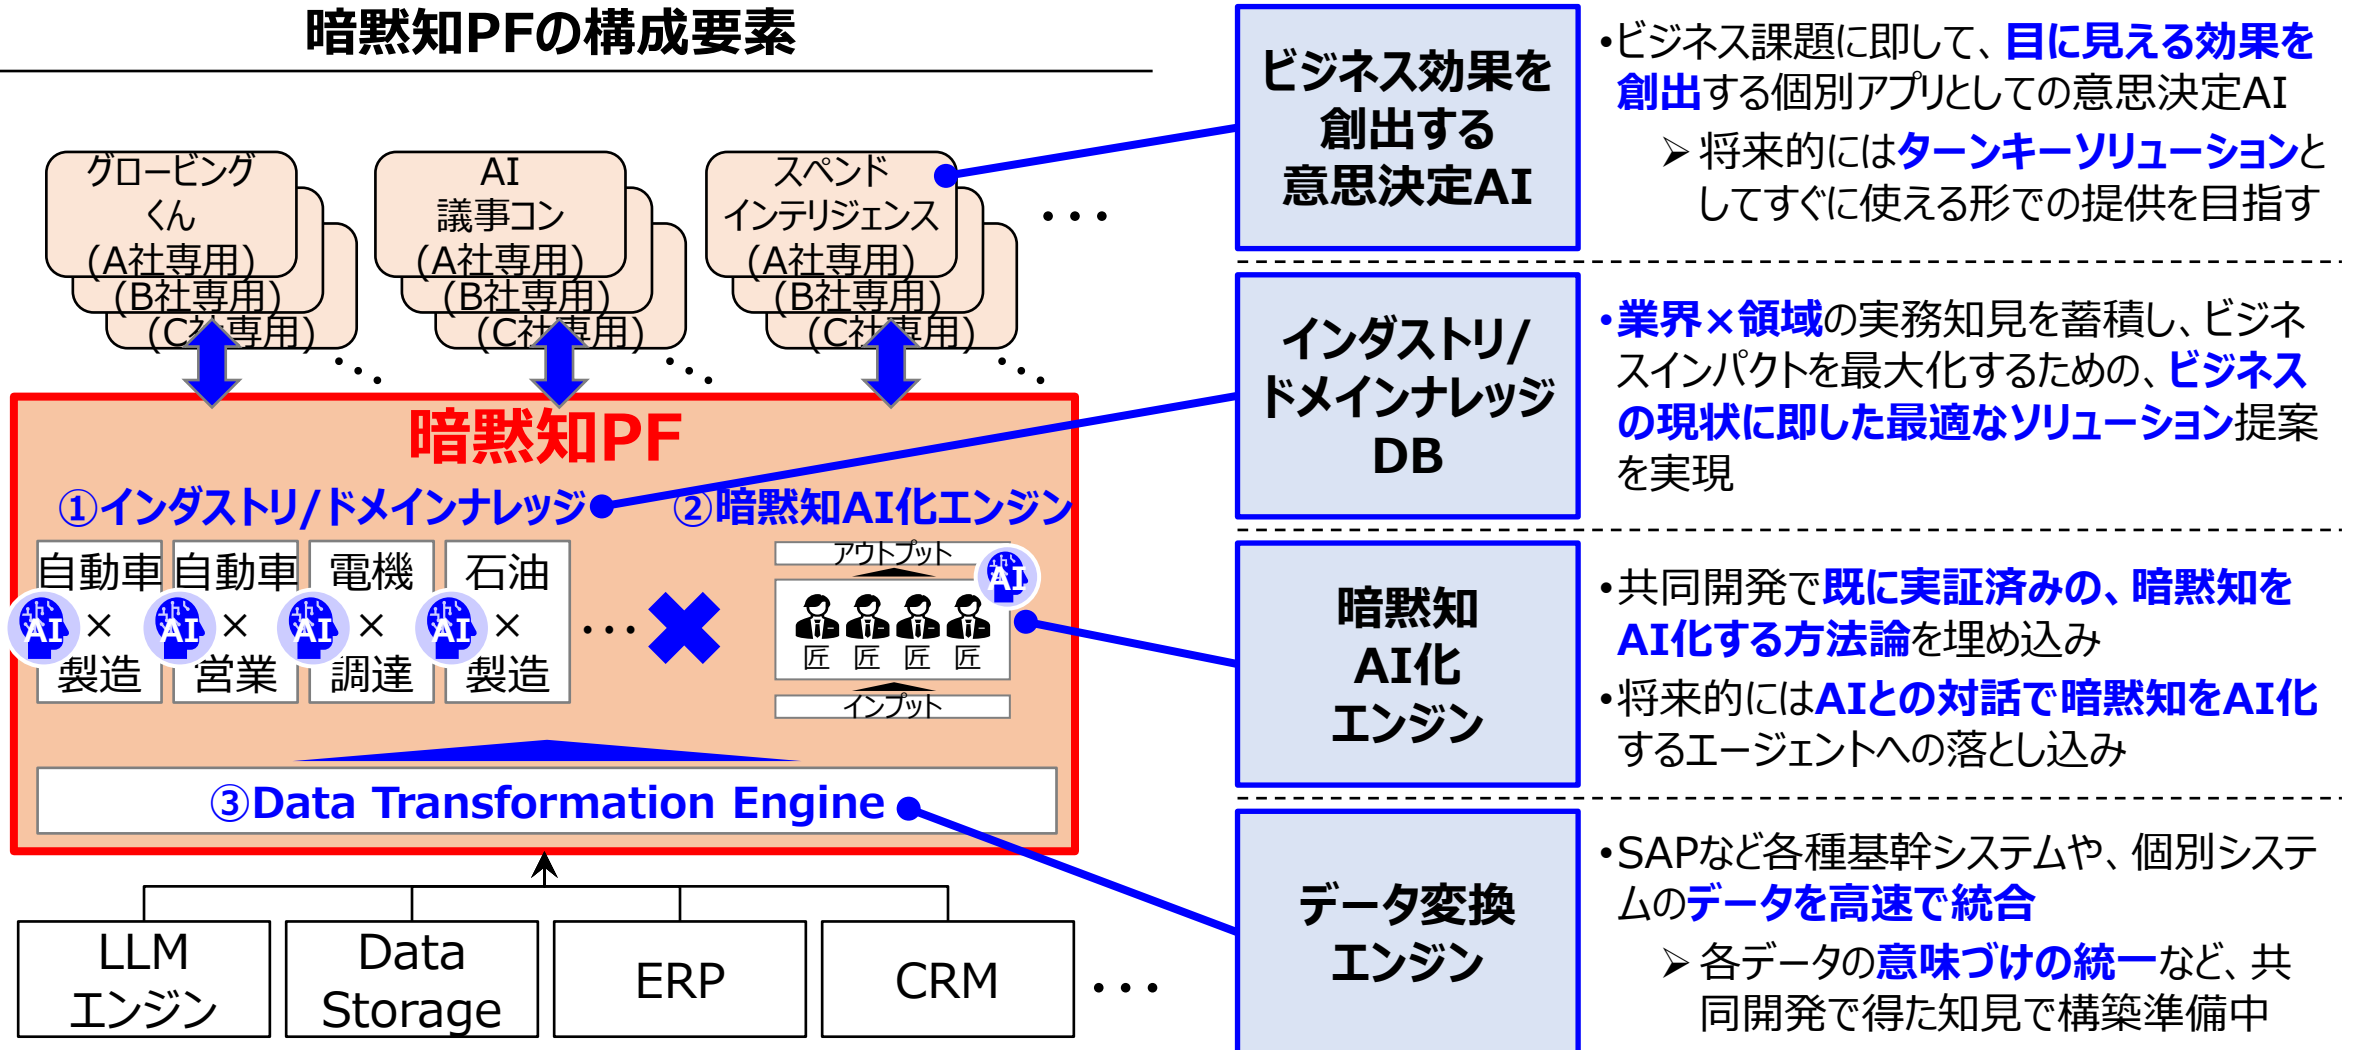 暗黙知PFの構成要素
グロービング
くん
(A社専用)
(B社専用)
(C社専用)
AI
議事コン
(A社専用)
(B社専用)
(C社専用)
スペンド
インテリジェンス
(A社専用)
(B社専用)
(C社専用)
・・・
暗黙知PF
①インダストリ/ドメインナレッジ
②暗黙知AI化エンジン
自動車
×
製造
AI
自動車
×
営業
AI
電機
×
調達
AI
石油
×
製造
AI
・・・
アウトプット
AI
匠 匠 匠 匠
インプット
③Data Transformation Engine
LLM
エンジン
Data
Storage
ERP
CRM
・・・
ビジネス効果を
創出する
意思決定AI
•ビジネス課題に即して、目に見える効果を
創出する個別アプリとしての意思決定AI
➢将来的にはターンキーソリューションと
してすぐに使える形での提供を目指す
インダストリ/
ドメインナレッジ
DB
•業界×領域の実務知見を蓄積し、ビジネ
スインパクトを最大化するための、ビジネス
の現状に即した最適なソリューション提案
を実現
暗黙知
AI化
エンジン
•共同開発で既に実証済みの、暗黙知を
AI化する方法論を埋め込み
•将来的にはAIとの対話で暗黙知をAI化
するエージェントへの落とし込み
データ変換
エンジン
•SAPなど各種基幹システムや、個別システ
ムのデータを高速で統合
➢各データの意味づけの統一など、共
同開発で得た知見で構築準備中